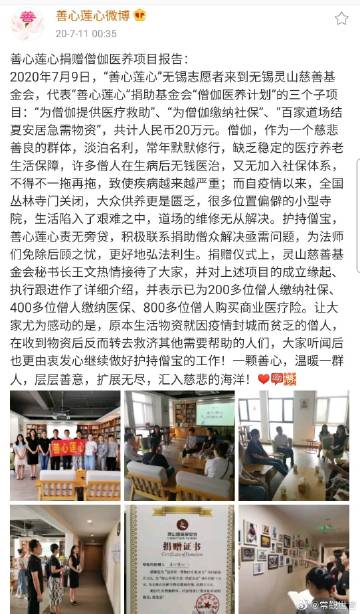 善心莲心微博
20-7-11 00:35
善心莲心捐赠僧伽医养项目报告：
2020年7月9日，“善心莲心”无锡志愿者来到无锡灵山慈善基
金会，代表“善心莲心”捐助基金会“僧伽医养计划”的三个子项
目：“为僧伽提供医疗救助”、“为僧伽缴纳社保”、“百家道场结
夏安居急需物资”，共计人民币20万元。僧伽，作为一个慈悲
善良的群体，淡泊名利，常年默默修行，缺乏稳定的医疗养老
生活保障，许多僧人在生病后无钱医治，又无加入社保体系，
不得不一拖再拖，致使疾病越来越严重；而自疫情以来，全国
丛林寺门关闭，大众供养更是匮乏，很多位置偏僻的小型寺
院，生活陷入了艰难之中，道场的维修无从解决。护持僧宝，
善心莲心责无旁贷，积极联系捐助僧众解决亟需问题，为法师
们免除后顾之忧，更好地弘法利生。捐赠仪式上，灵山慈善基
金会秘书长王文热情接待了大家，并对上述项目的成立缘起、
执行跟进作了详细介绍，并表示已为200多位僧人缴纳社保、
400多位僧人缴纳医保、800多位僧人购买商业医疗险。让大
家尤为感动的是，原本生活物资就因疫情封城而贫乏的僧人，
在收到物资后反而转去救济其他需要帮助的人们，大家听闻后
也更由衷发心继续做好护持僧宝的工作！一颗善心，温暖一群
人，层层善意，扩展无尽，汇入慈悲的海洋！
善心莲心
捐赠证书